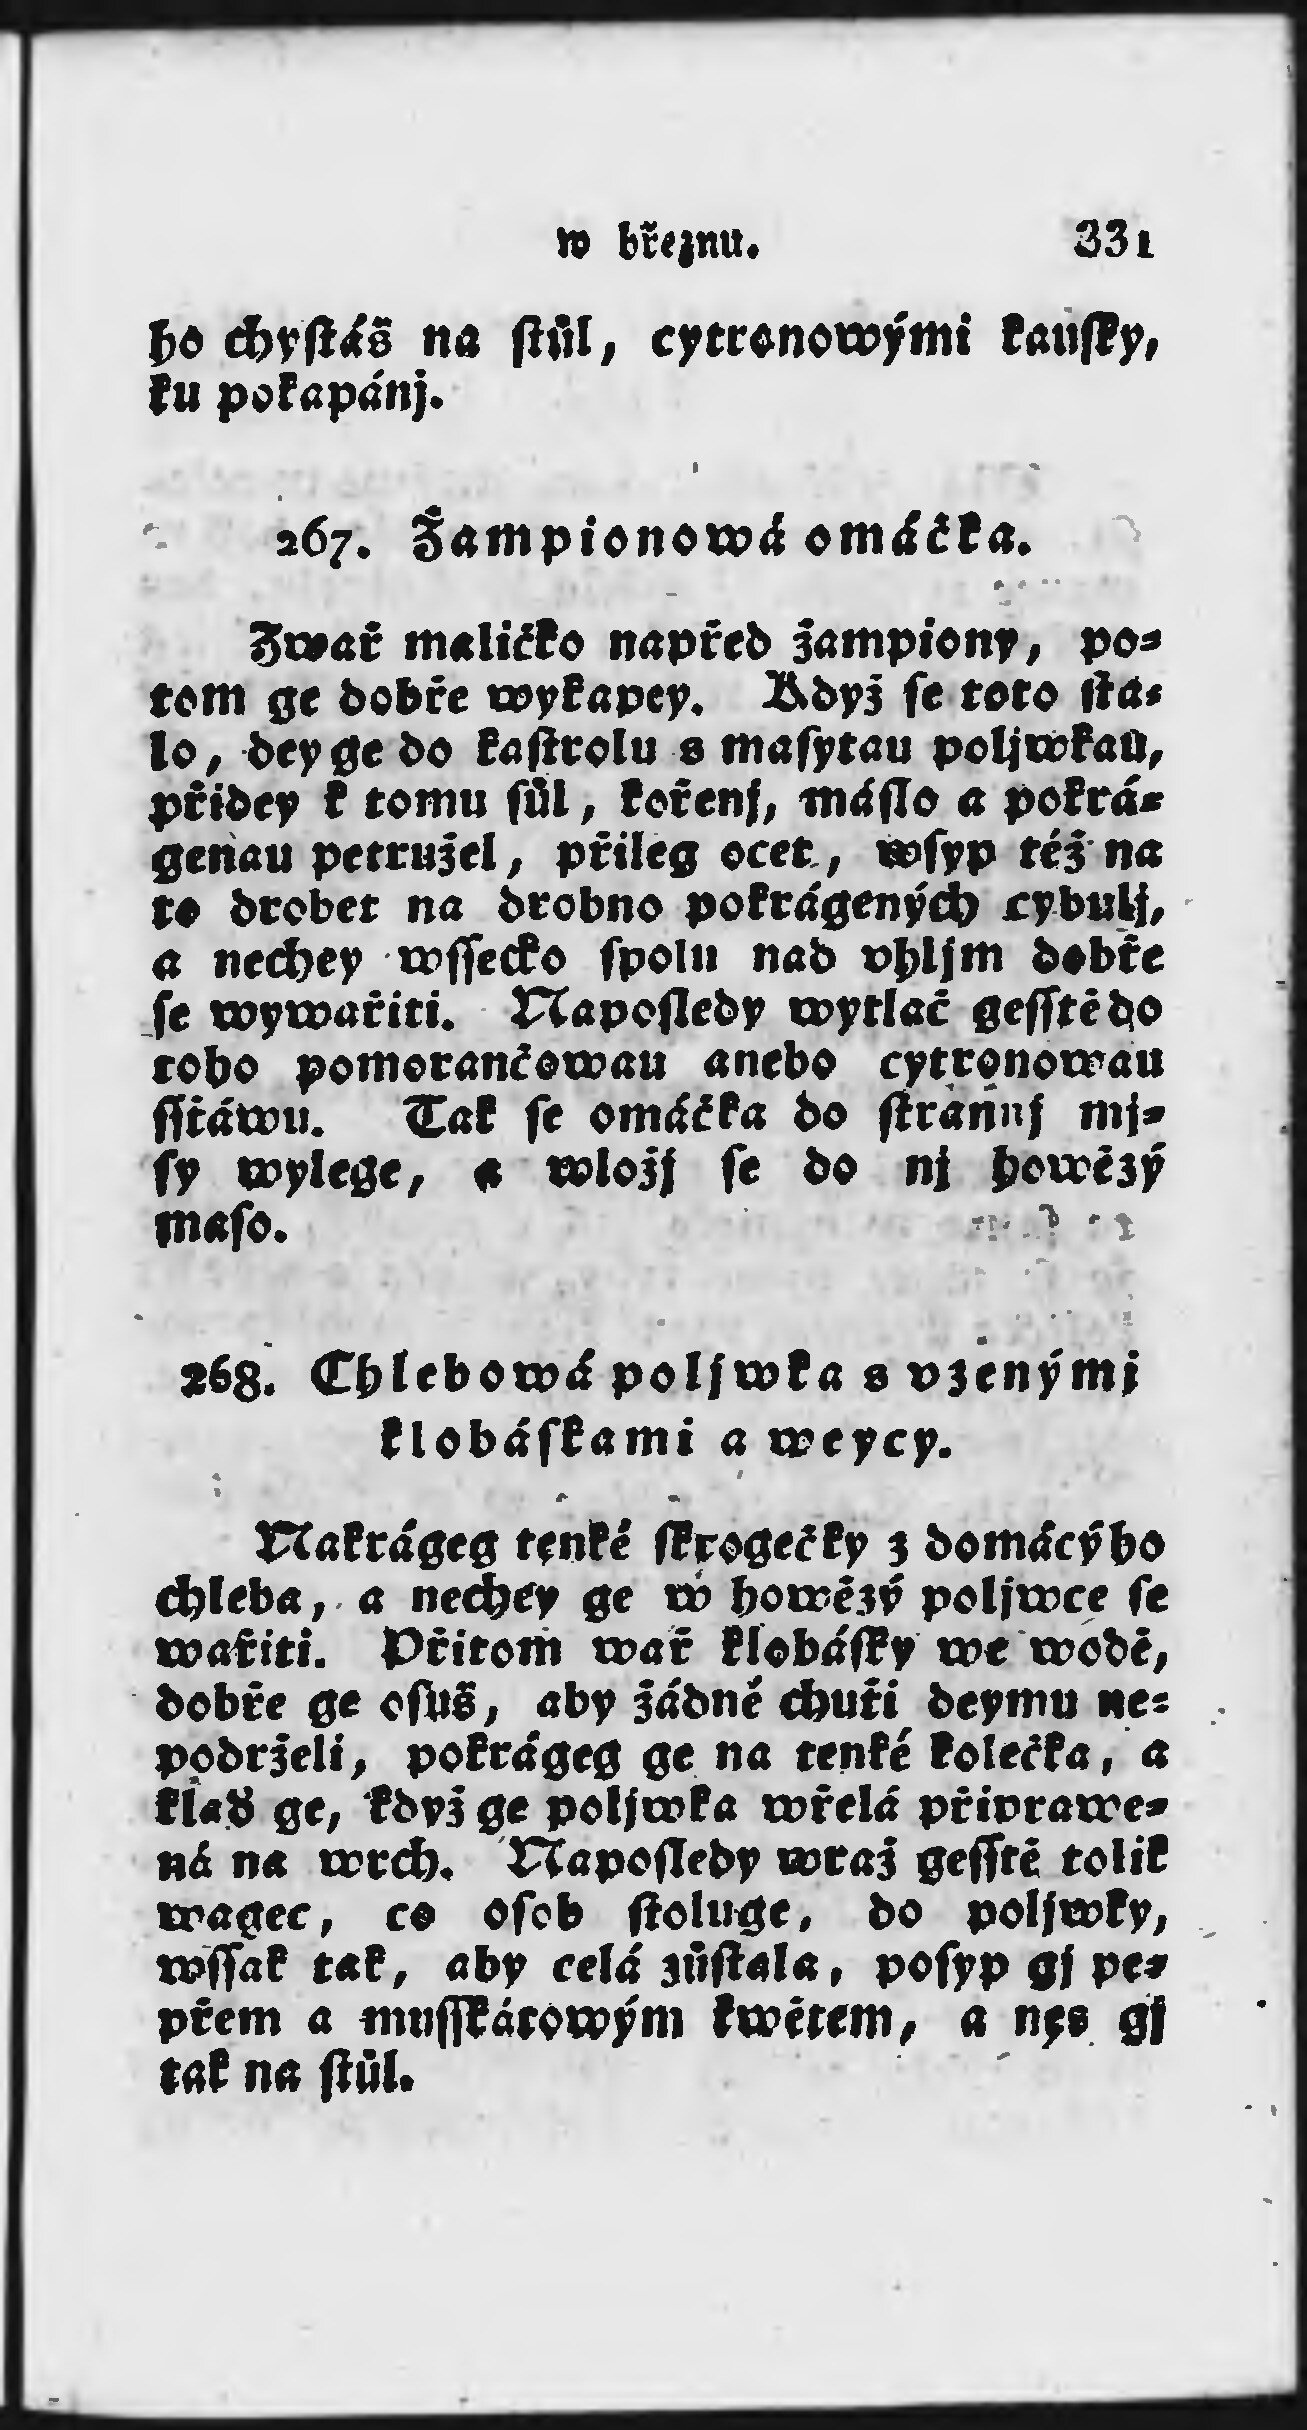 w březnu. 331
ho chystáš na stůl, cytronowými kausky,
ku pokapánj.
267. Žampionowá omáčka.
Zwař maličko napřed žampiony, po=
tom ge dobře wykapey. Když se toto sta=
lo, dey ge do kastrolu s masytau poljwkau,
přidey k tomu sůl, kořenj, máslo a pokrá=
genau petružel, přileg ocet, wsyp též na
to drobet na drobno pokrágených cybulj,
a nechey wssecko spolu nad vhljm dobře
se wywařiti. Naposledy wytlač gesstě do
toho pomorančowau anebo cytronowau
sstáwu. Tak se omáčka do strannj mj=
sy wylege, a wložj se do nj howězý
maso.
268. Chlebowá poljwka s vzenými
klobáskami a weycy.
Nakrágeg tenké skrogečky z domácýho
chleba, a nechey ge w howězý poljwce se
wařiti. Přitom wař klobásky we wodě,
dobře ge osuš, aby žádné chuti deymu ne=
podrželi, pokrágeg ge na tenké kolečka, a
klaď ge, když ge poljwka wřelá připrawe=
ná na wrch. Naposledy wraž gesstě tolik
wagec, co osob stoluge, do poljwky,
wssak tak, aby celá zůstala, posyp gj pe=
přem a musskátowým kwětem, a nes gj
tak na stůl.